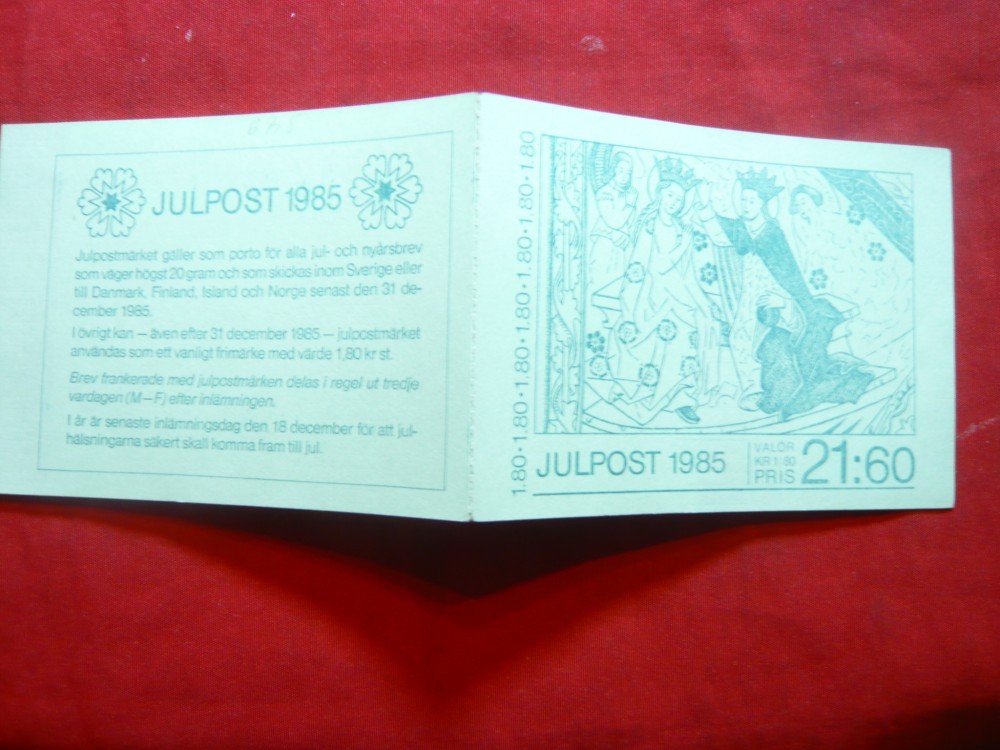 JULPOST 1985
Julpostmärket gäller som porto för alla jul- och nyårsbrev
som väger högst 20 gram och som skickas inom Sverige eller
till Danmark, Finland, Island och Norge senast den 31 de-
cember 1985.
I övrigt kan – även efter 31 december 1985 – julpostmärket
användas som ett vanligt frimärke med värde 1,80 kr st.
Brev frankerade med julpostmärken delas i regel ut tredje
vardagen (M–F) efter inlämningen.
I år är senaste inlämningsdag den 18 december för att jul-
hälsningarna säkert skall komma fram till jul.
1.80·1.80·1.80·1.80·1.80·1.80·1.80·1.80
JULPOST 1985
VALÖR
KR 1:80
PRIS
21:60